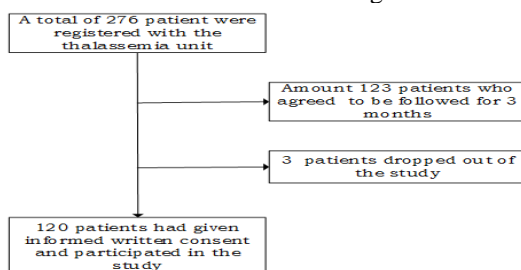 A total of 276 patient were
registered with the
thalassemia unit
Amount 123 patients who
agreed to be followed for 3
months
3 patients dropped out of
the study
120 patients had given
informed written consent
and participated in the
study